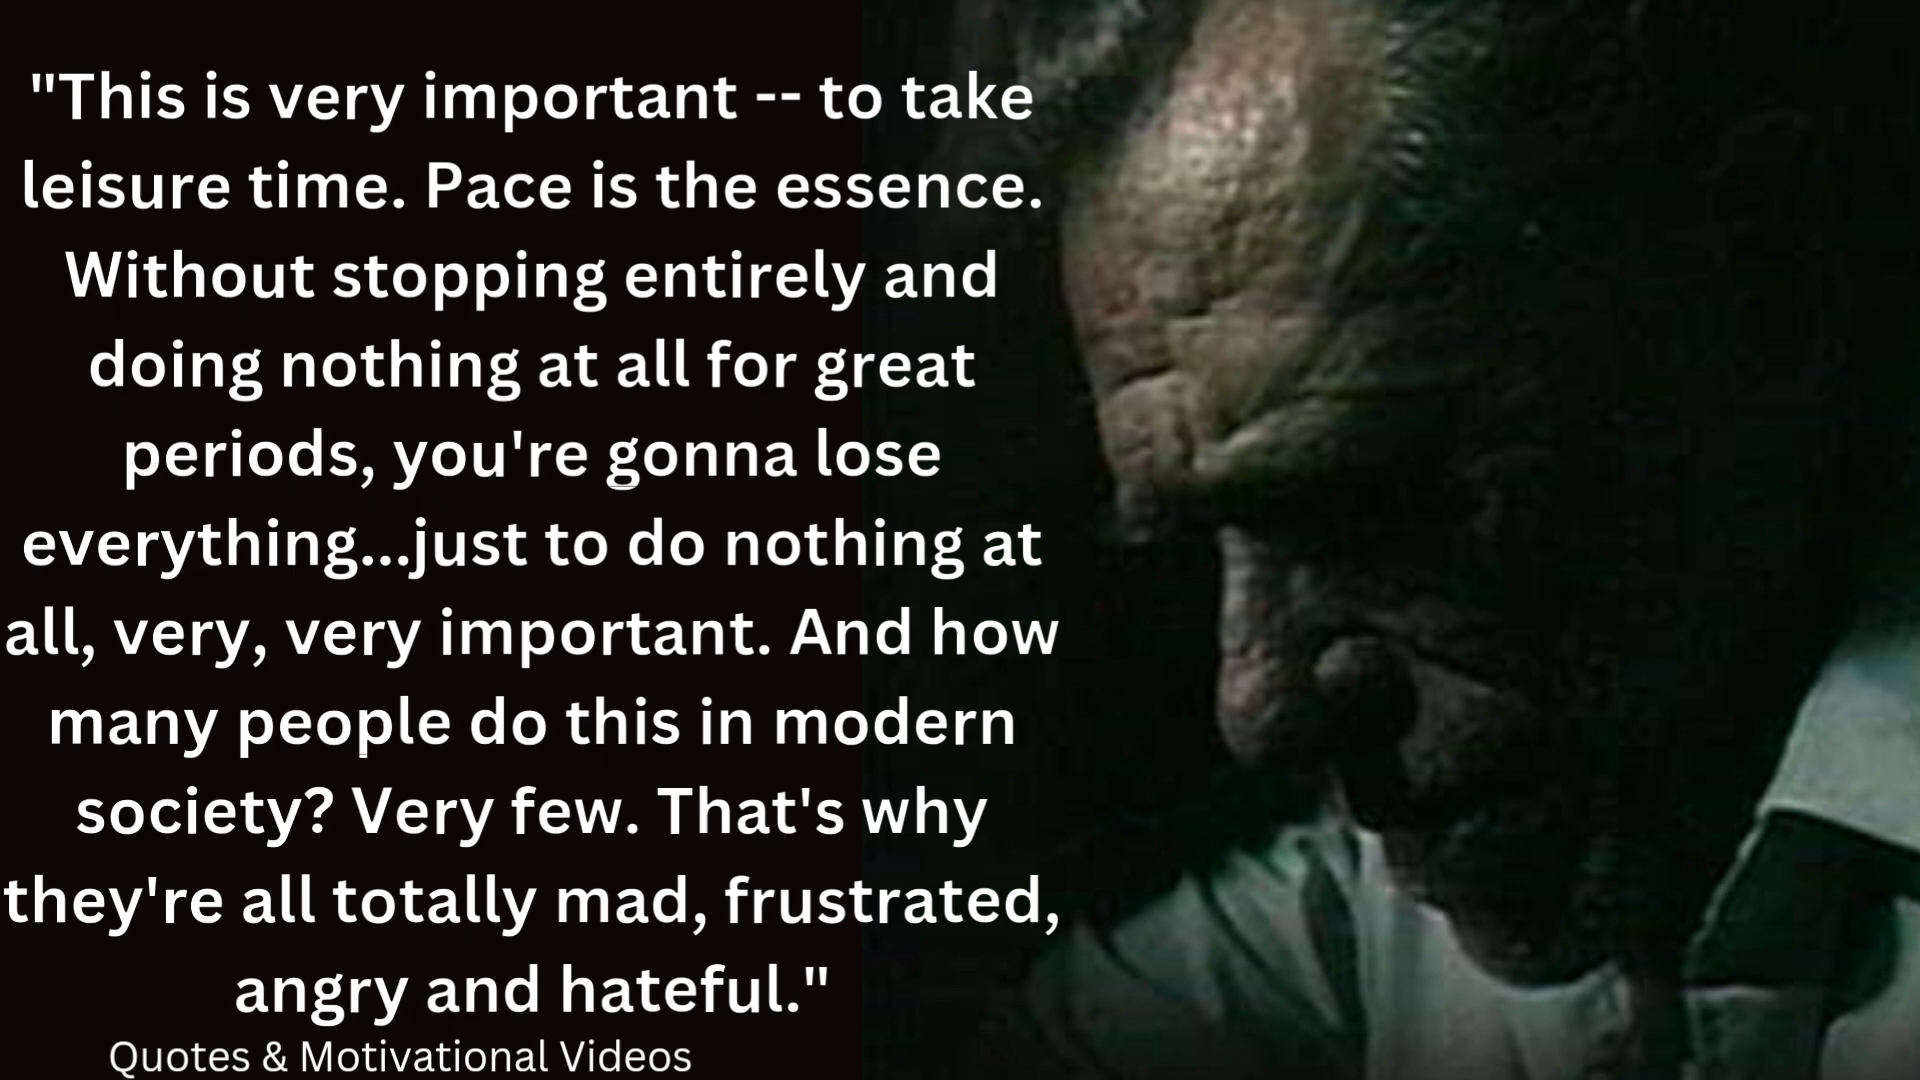 "This is very important -- to take
leisure time. Pace is the essence.
Without stopping entirely and
doing nothing at all for great
periods, you're gonna lose
everything...just to do nothing at
all, very, very important. And how
many people do this in modern
society? Very few. That's why
they're all totally mad, frustrated,
angry and hateful."
Quotes & Motivational Videos